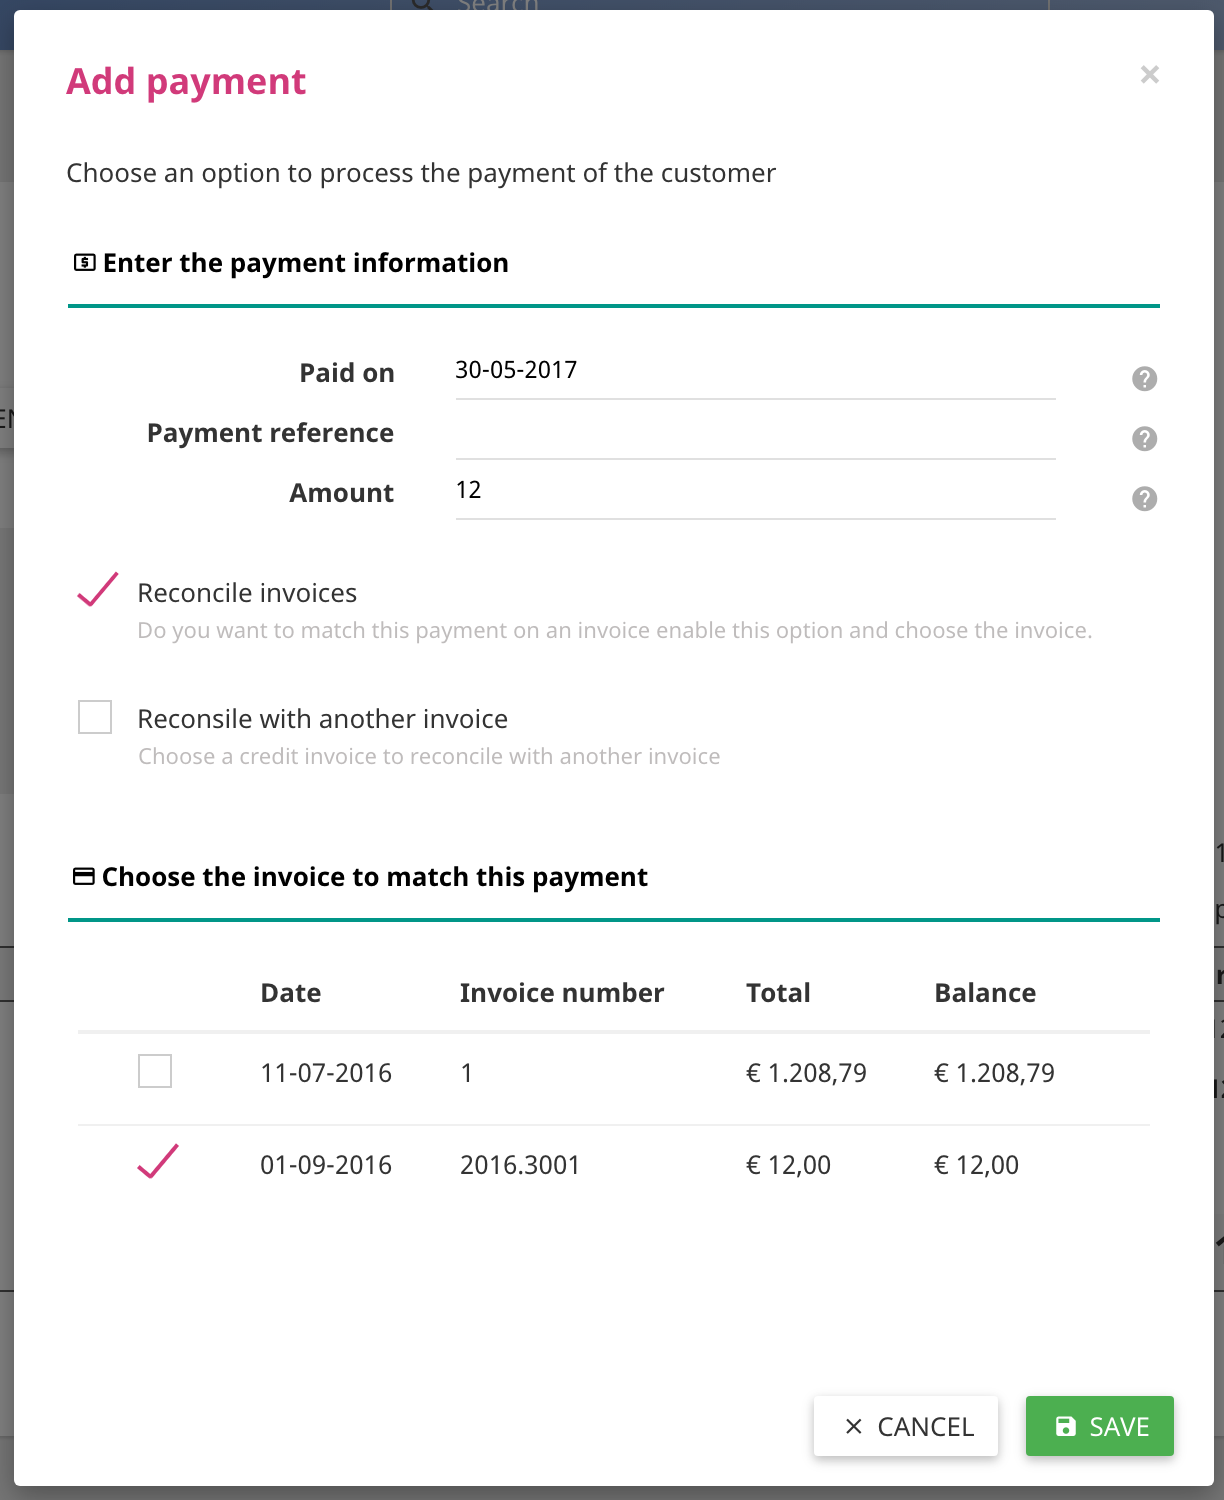 Search
Add payment
×
Choose an option to process the payment of the customer
Enter the payment information
Paid on 30-05-2017
Payment reference
Amount 12
Reconcile invoices
Do you want to match this payment on an invoice enable this option and choose the invoice.
Reconsile with another invoice
Choose a credit invoice to reconcile with another invoice
Choose the invoice to match this payment
Date Invoice number Total Balance
11-07-2016 1 € 1.208,79 € 1.208,79
01-09-2016 2016.3001 € 12,00 € 12,00
CANCEL SAVE